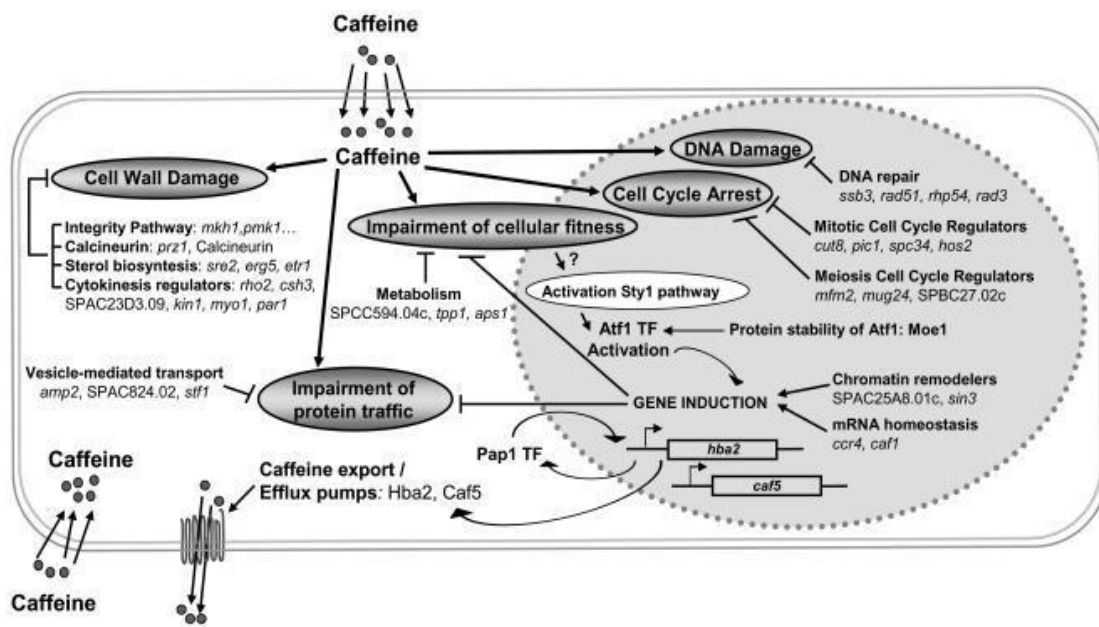 Caffeine
Caffeine
DNA Damage
Cell Wall Damage
DNA repair
ssb3, rad51, rhp54, rad3
Cell Cycle Arrest
Impairment of cellular fitness
Integrity Pathway: mkh1,pmk1…
Calcineurin: prz1, Calcineurin
Sterol biosyntesis: sre2, erg5, etr1
Cytokinesis regulators: rho2, csh3,
SPAC23D3.09, kin1, myo1, par1
Mitotic Cell Cycle Regulators
cut8, pic1, spc34, hos2
?
Meiosis Cell Cycle Regulators
mfm2, mug24, SPBC27.02c
Metabolism
SPCC594.04c, tpp1, aps1
Activation Sty1 pathway
Atf1 TF
Activation
Protein stability of Atf1: Moe1
Vesicle-mediated transport
amp2, SPAC824.02, stf1
Impairment of
protein traffic
GENE INDUCTION
Chromatin remodelers
SPAC25A8.01c, sin3
mRNA homeostasis
ccr4, caf1
Pap1 TF
hba2
caf5
Caffeine
Caffeine export /
Efflux pumps: Hba2, Caf5
Caffeine